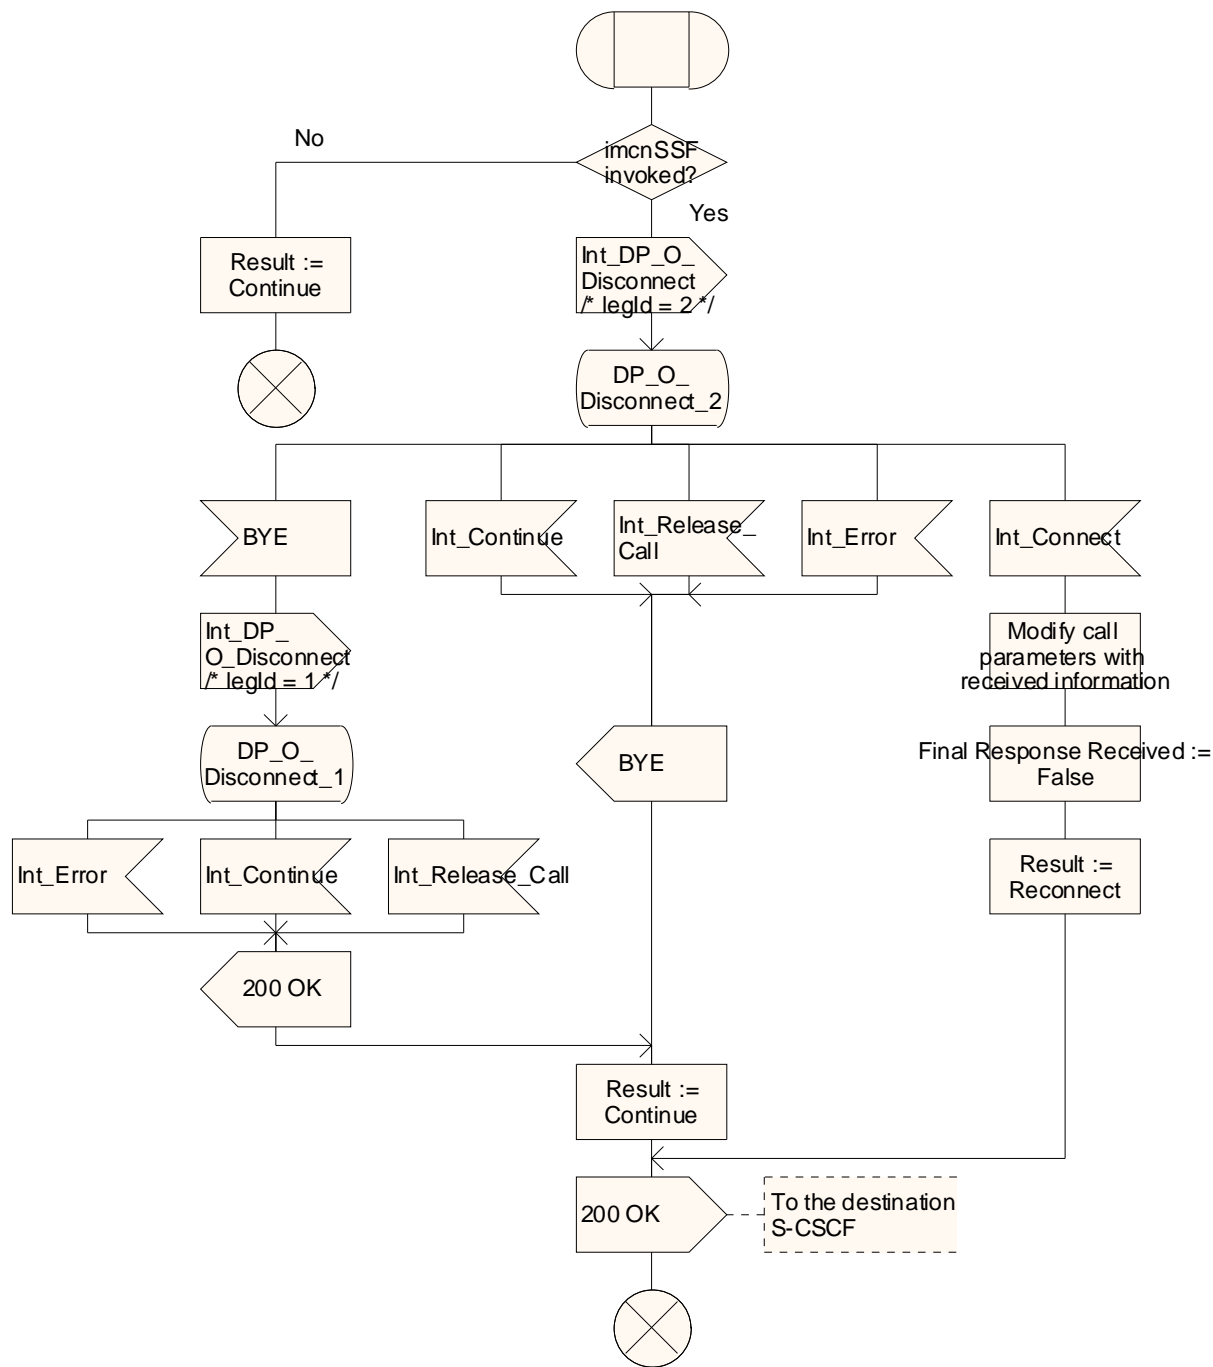 No
imcnSSF
invoked?
Yes
Result :=
Continue
Int_DP_O_
Disconnect
/* legId = 2 */
DP_O_
Disconnect_2
BYE
Int_Continue
Int_Release_
Call
Int_Error
Int_Connect
Int_DP_
O_Disconnect
/* legId = 1 */
Modify call
parameters with
received information
DP_O_
Disconnect_1
BYE
Final Response Received :=
False
Int_Error
Int_Continue
Int_Release_Call
Result :=
Reconnect
200 OK
Result :=
Continue
200 OK
To the destination
S-CSCF